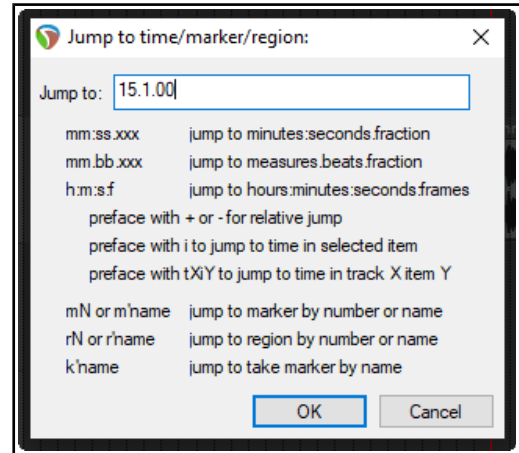 Jump to time/marker/region:
Jump to: 15.1.00
mm:ss.xxx jump to minutes:seconds.fraction
mm.bb.xxx jump to measures.beats.fraction
h:m:s:f jump to hours:minutes:seconds:frames
preface with + or - for relative jump
preface with i to jump to time in selected item
preface with tXiY to jump to time in track X item Y
mN or m'name jump to marker by number or name
rN or r'name jump to region by number or name
k'name jump to take marker by name
OK Cancel